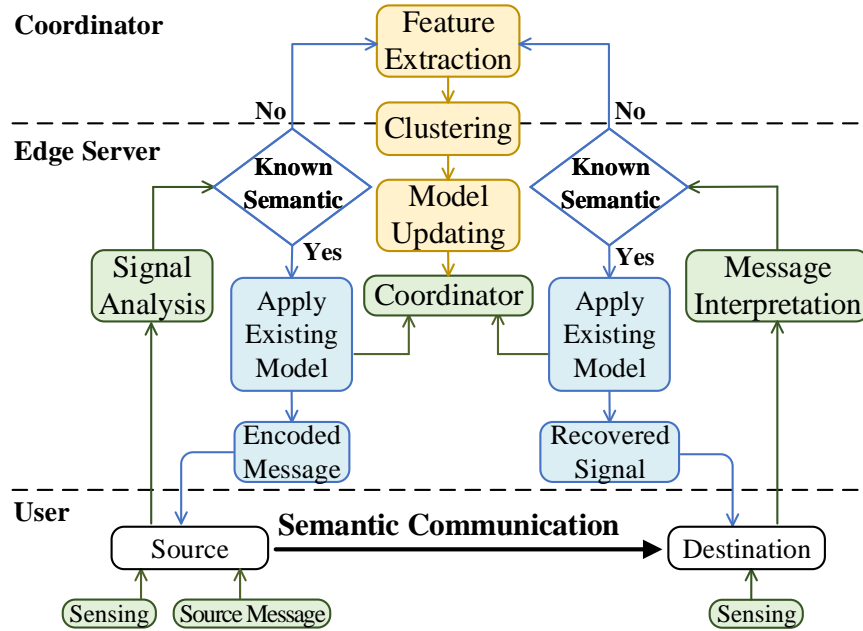 Coordinator
Feature
Extraction
No
No
Clustering
Edge Server
Known
Semantic
Known
Semantic
Model
Updating
Yes
Yes
Signal
Analysis
Message
Interpretation
Coordinator
Apply
Existing
Model
Apply
Existing
Model
Encoded
Message
Recovered
Signal
User
Semantic Communication
Source
Destination
Sensing
Source Message
Sensing